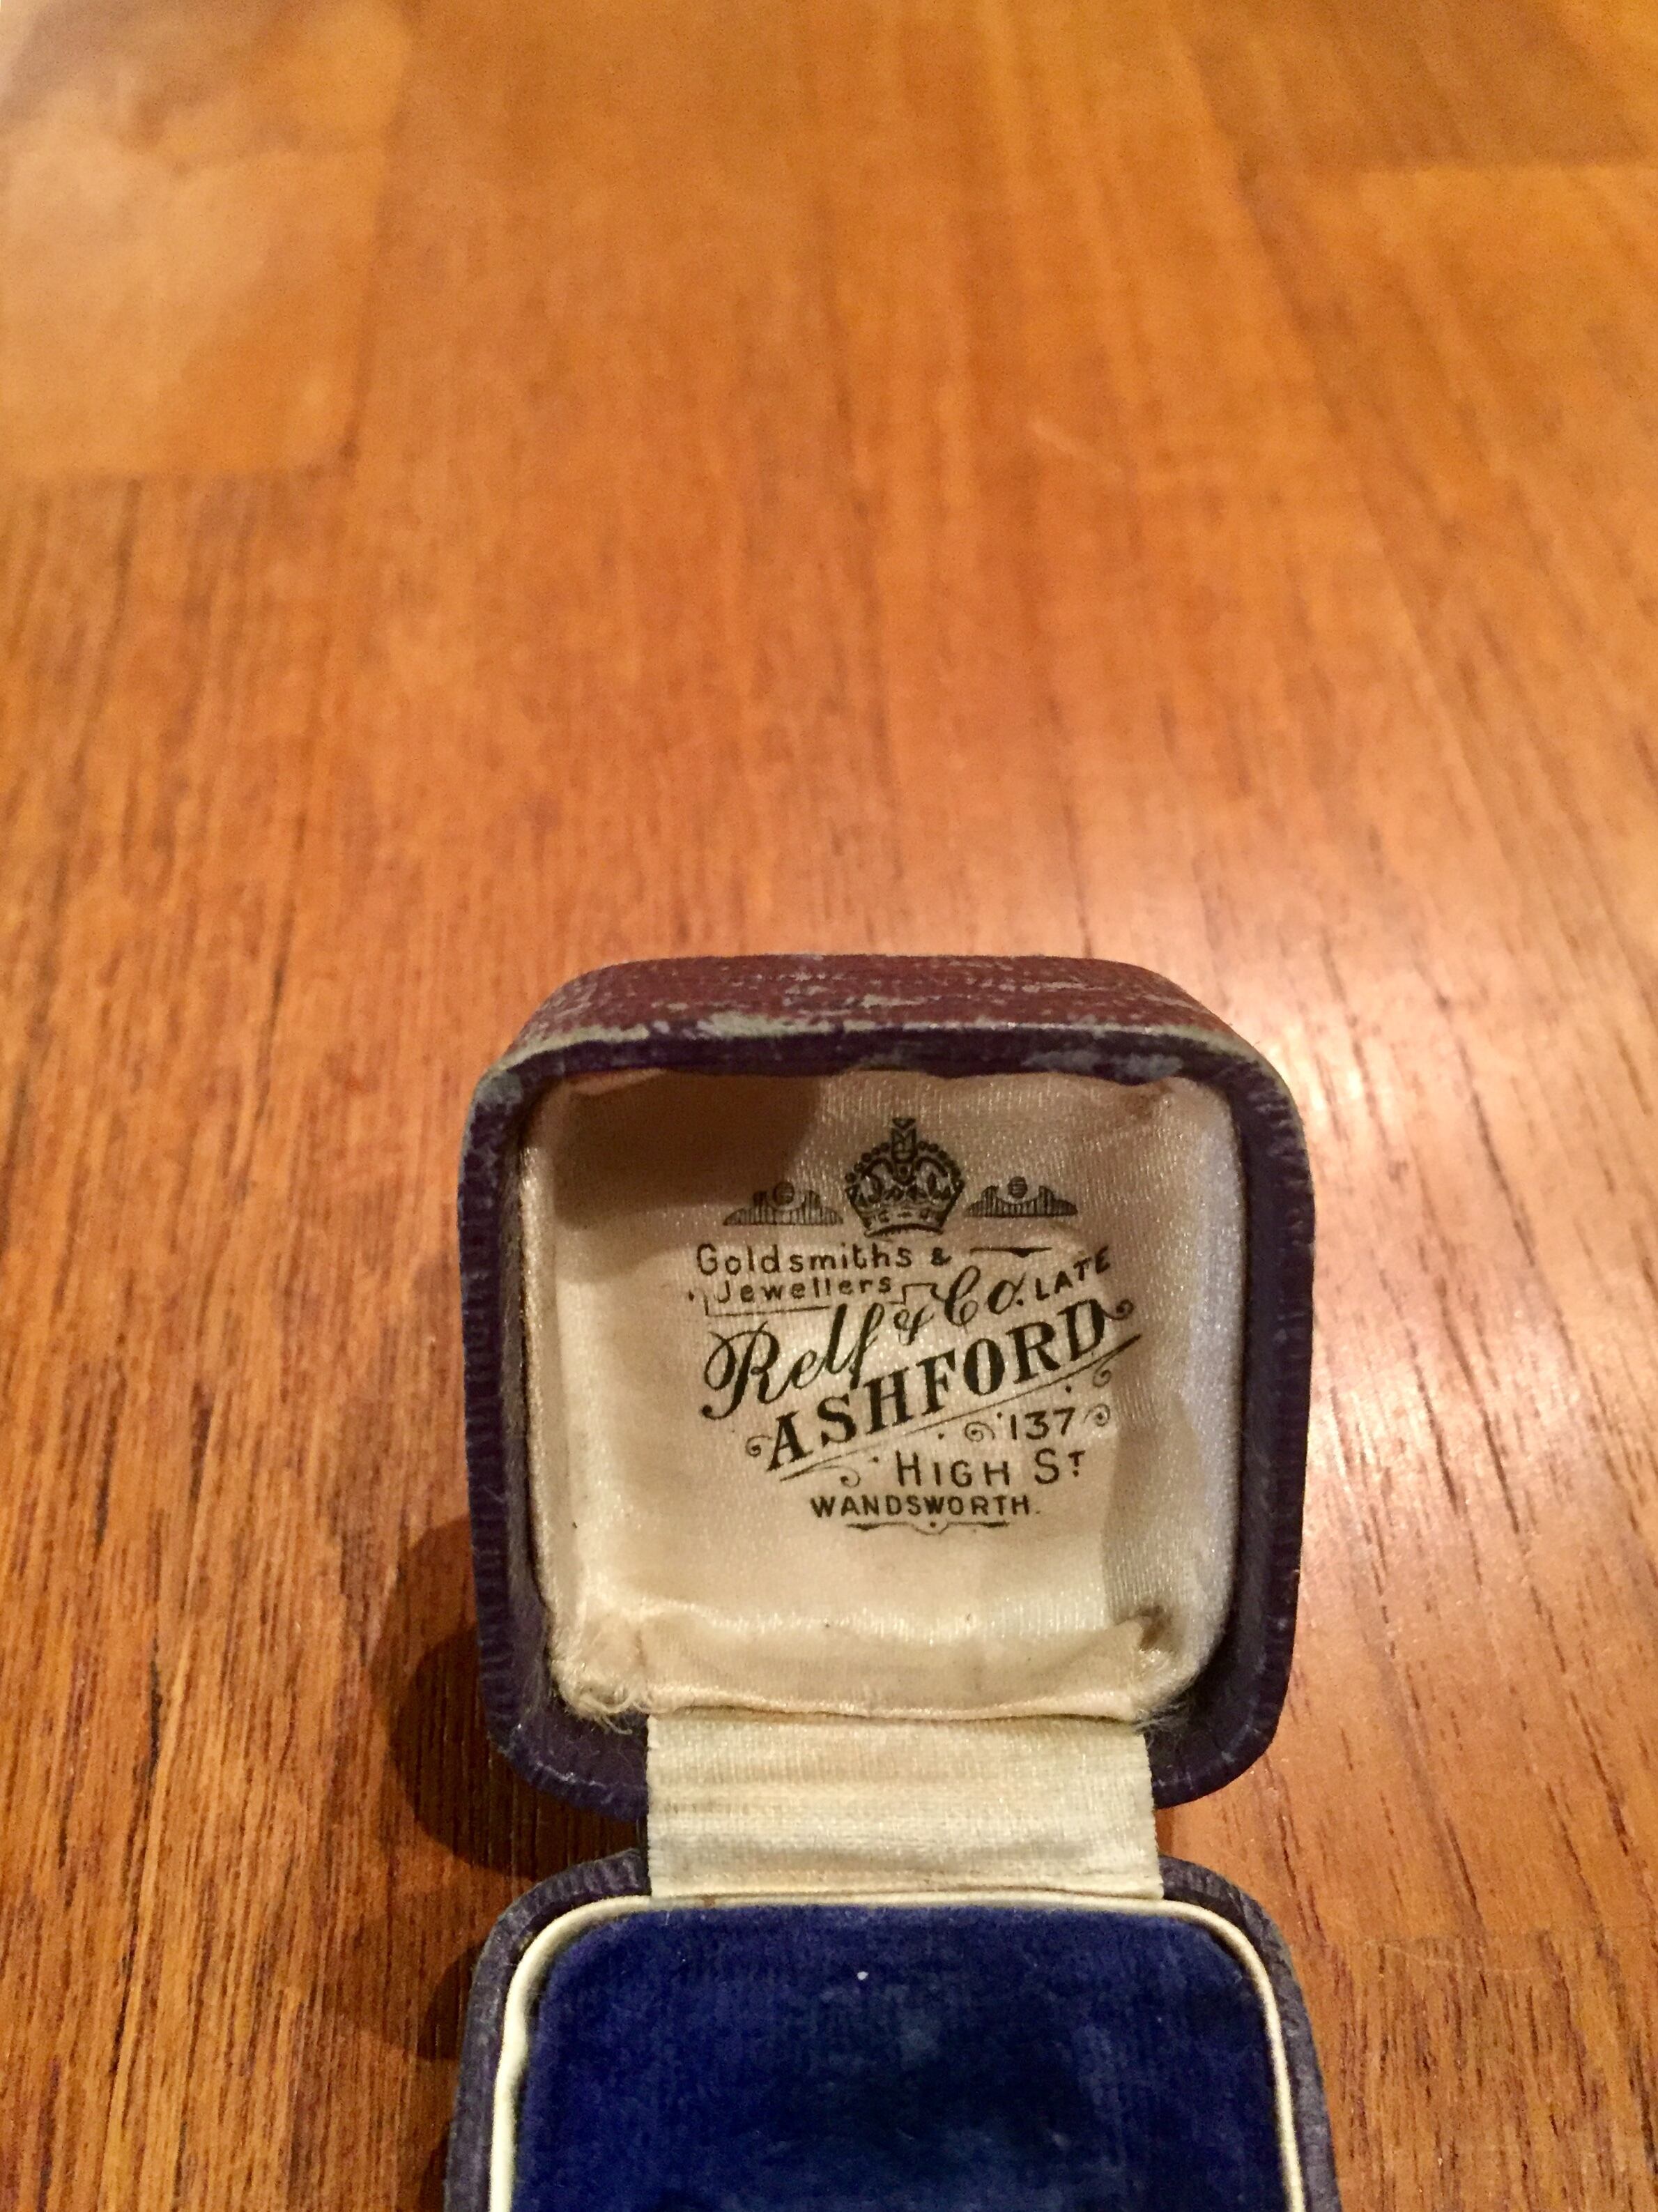 Goldsmiths &
Jewellers
Relf & Co. LATE
ASHFORD
137
HIGH ST
WANDSWORTH.